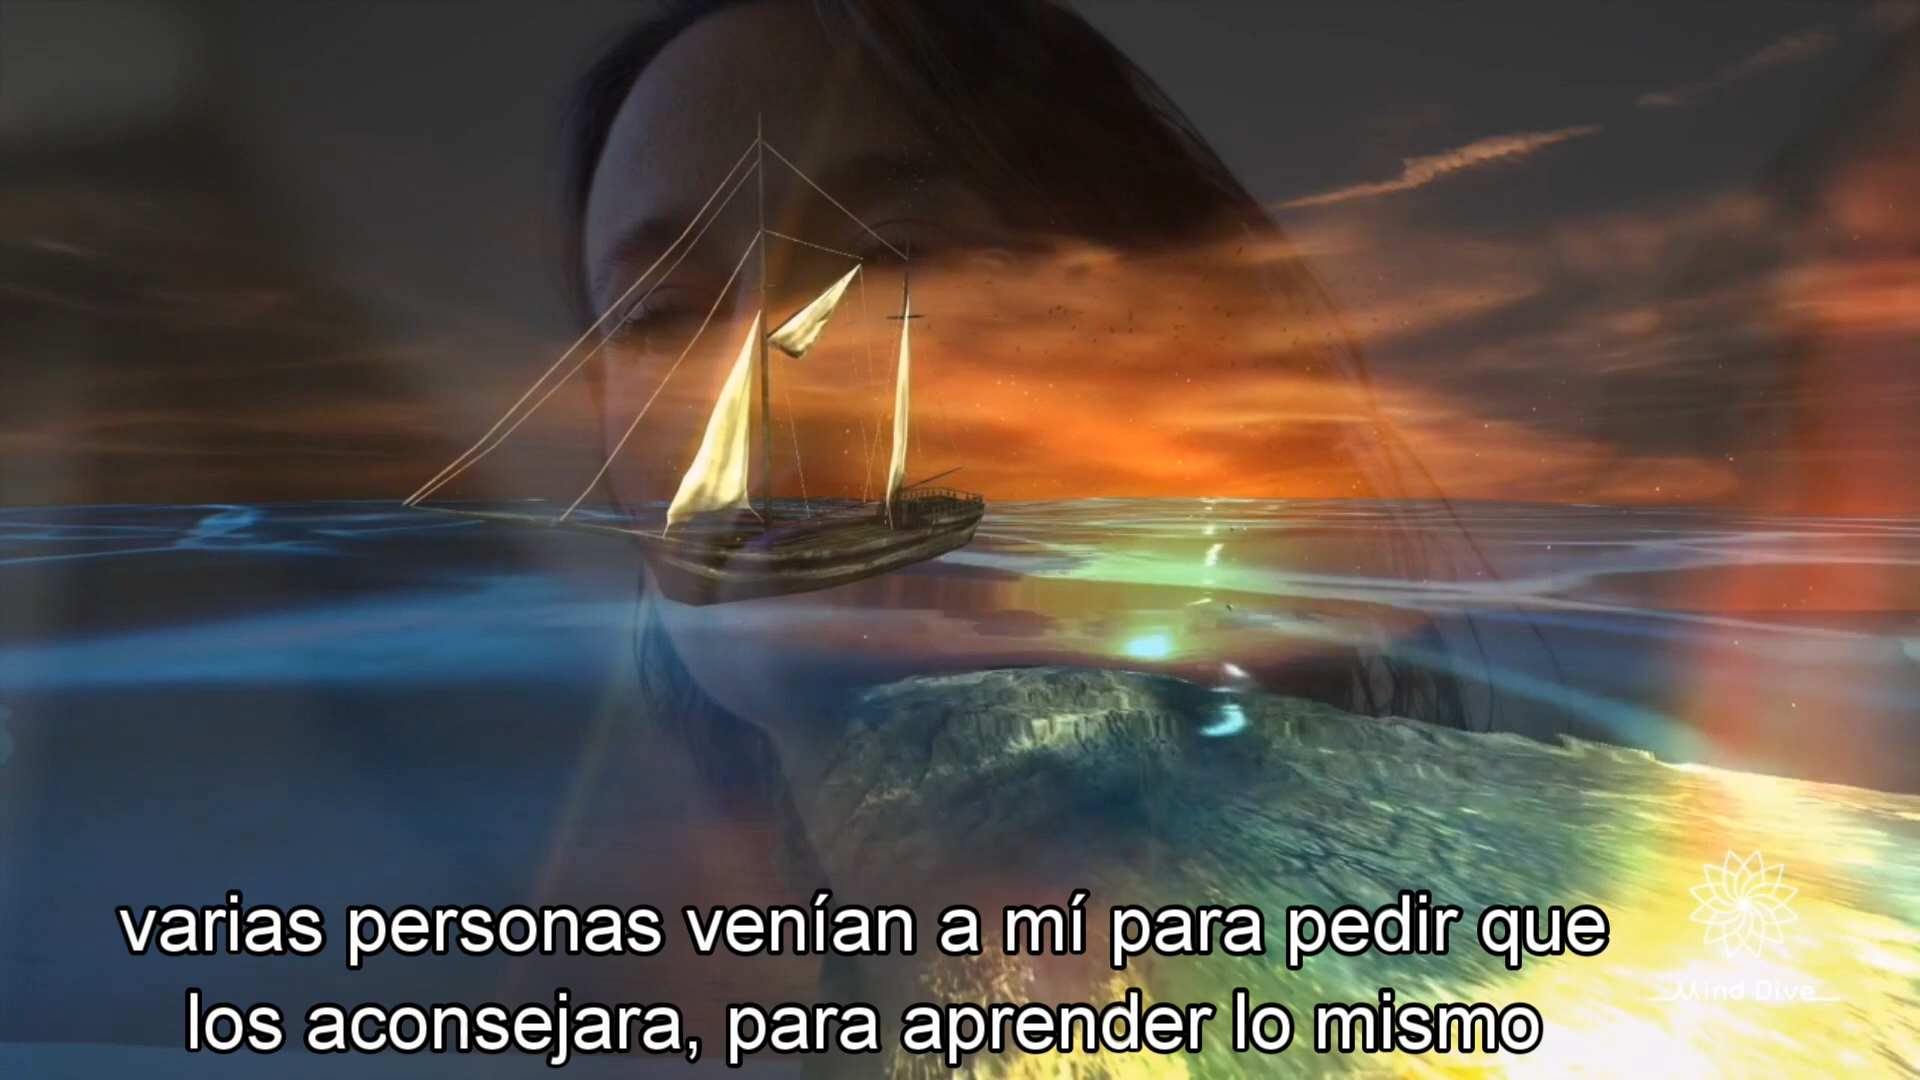 varias personas venían a mí para pedir que
los aconsejara, para aprender lo mismo
Mind Dive